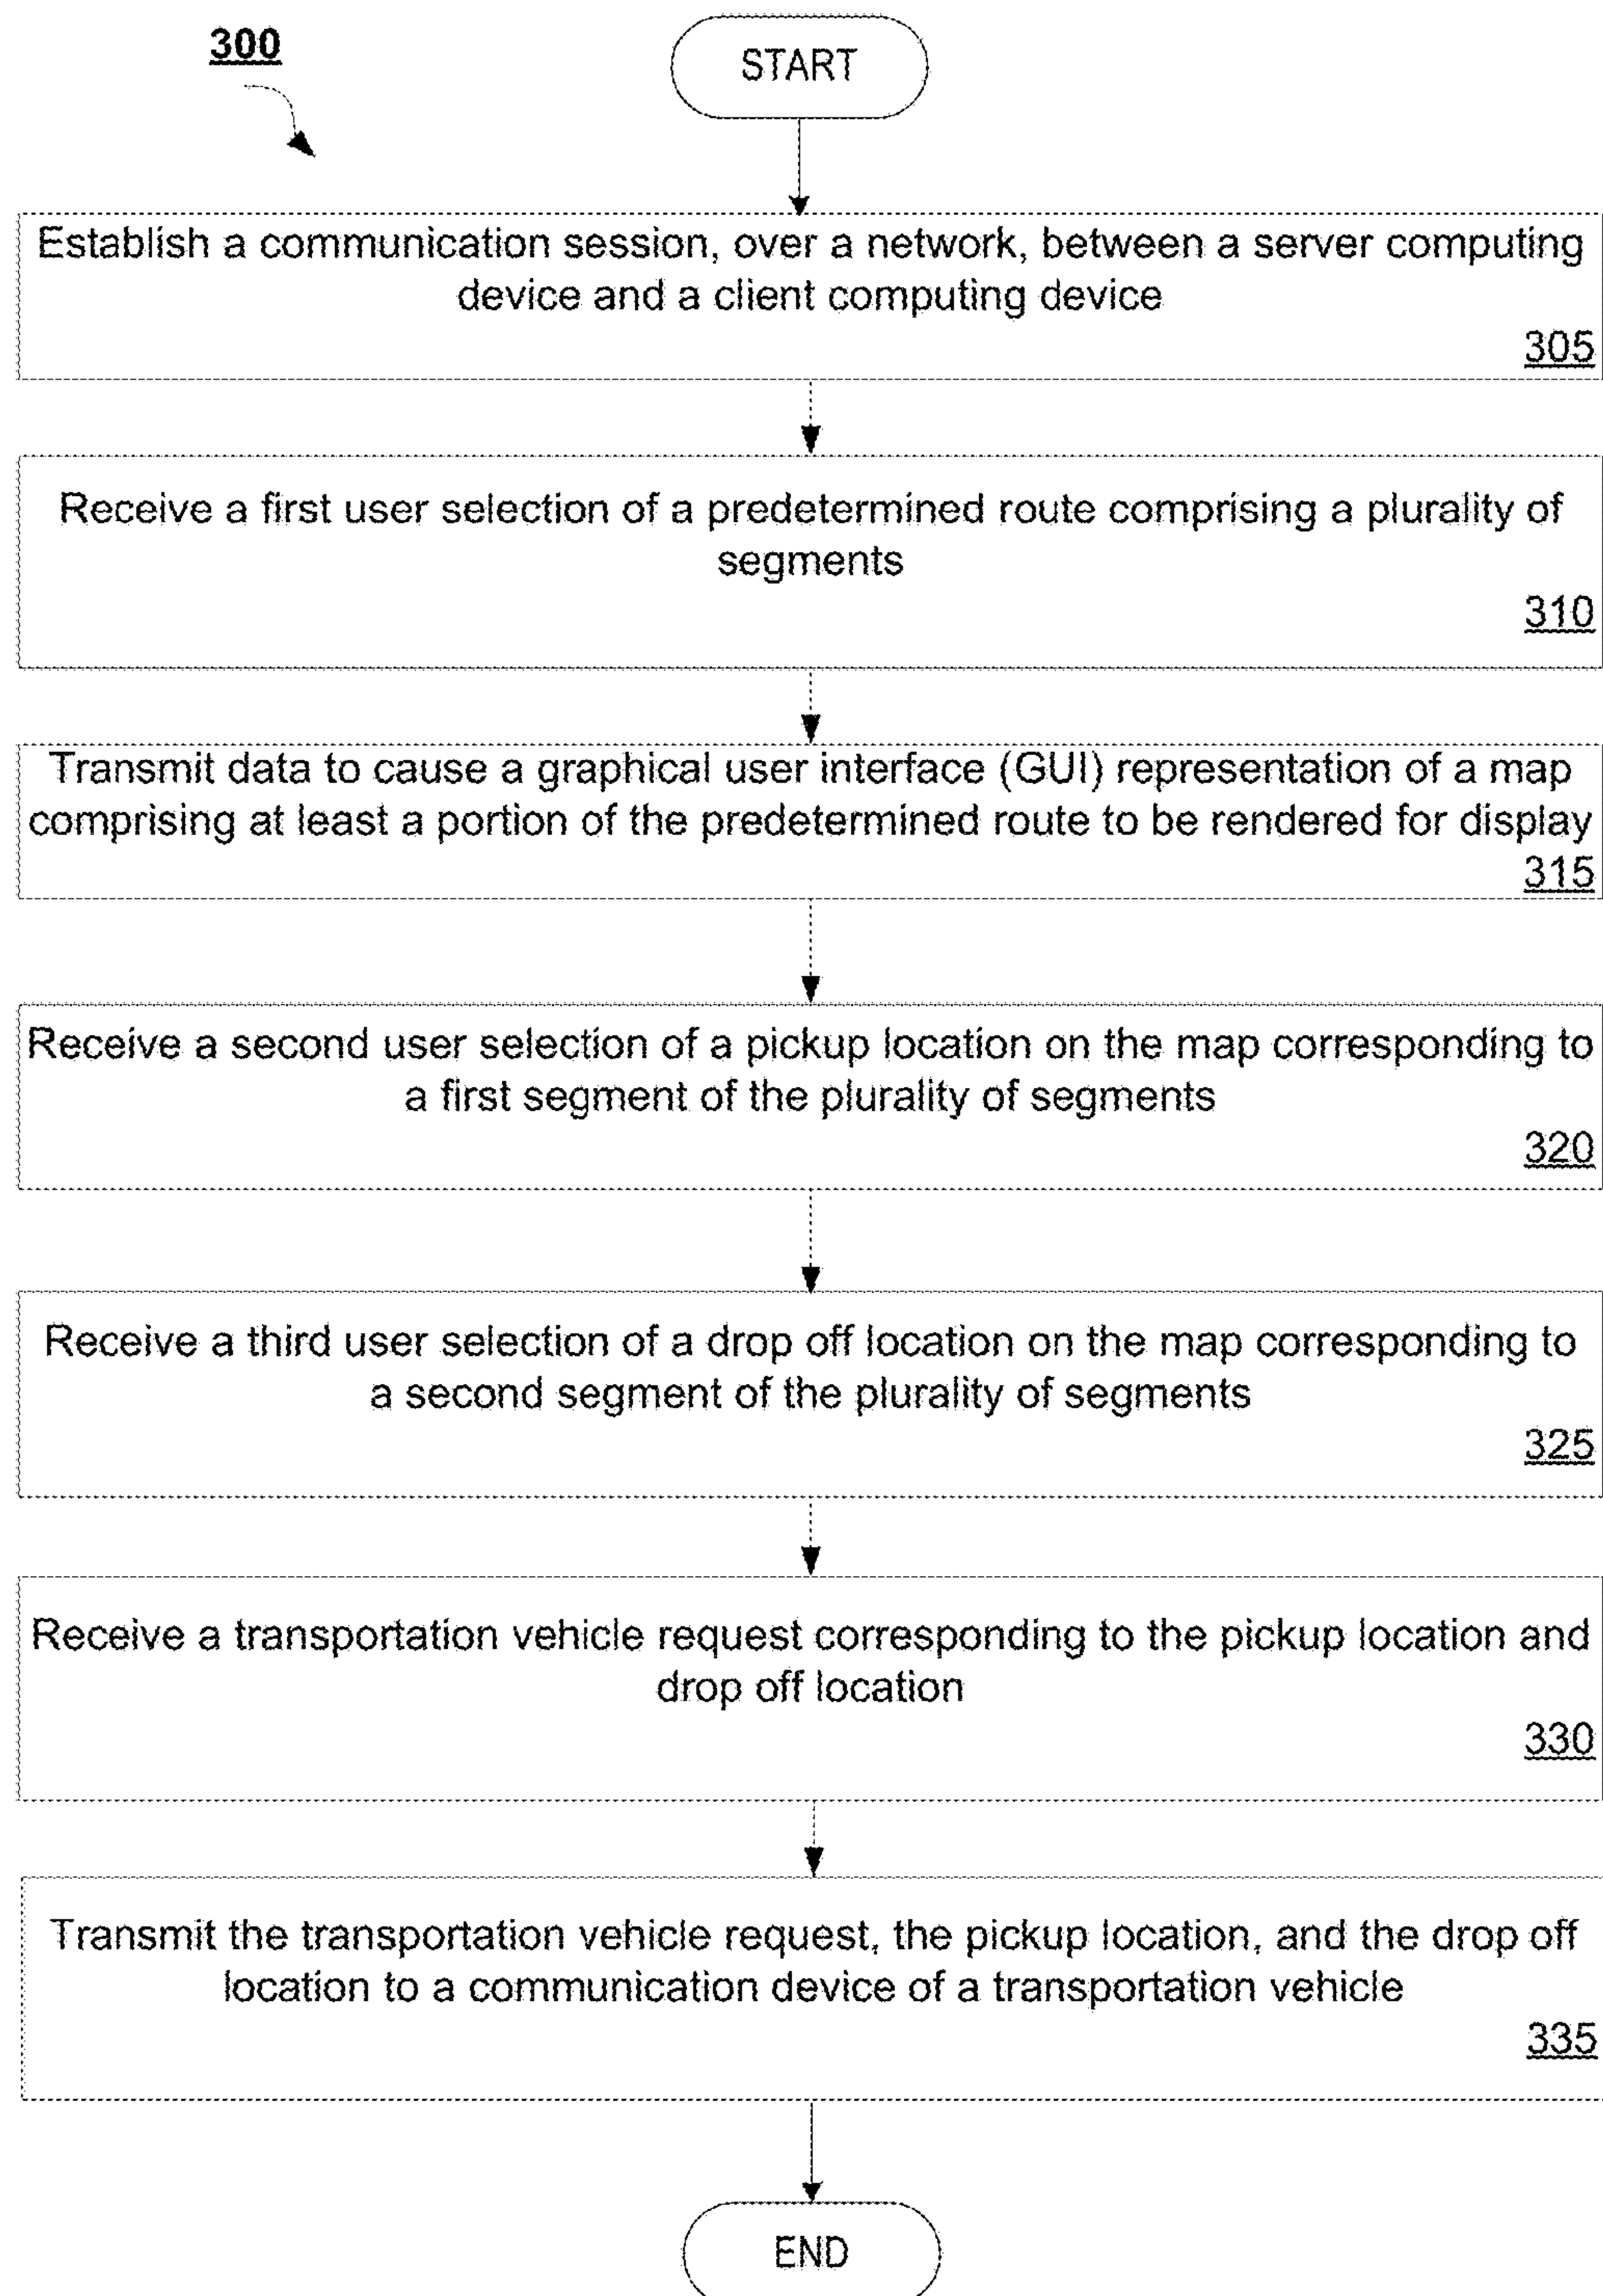 300
START
Establish a communication session, over a network, between a server computing
device and a client computing device
305
Receive a first user selection of a predetermined route comprising a plurality of
segments
310
Transmit data to cause a graphical user interface (GUI) representation of a map
comprising at least a portion of the predetermined route to be rendered for display
315
Receive a second user selection of a pickup location on the map corresponding to
a first segment of the plurality of segments
320
Receive a third user selection of a drop off location on the map corresponding to
a second segment of the plurality of segments
325
Receive a transportation vehicle request corresponding to the pickup location and
drop off location
330
Transmit the transportation vehicle request, the pickup location, and the drop off
location to a communication device of a transportation vehicle
335
END